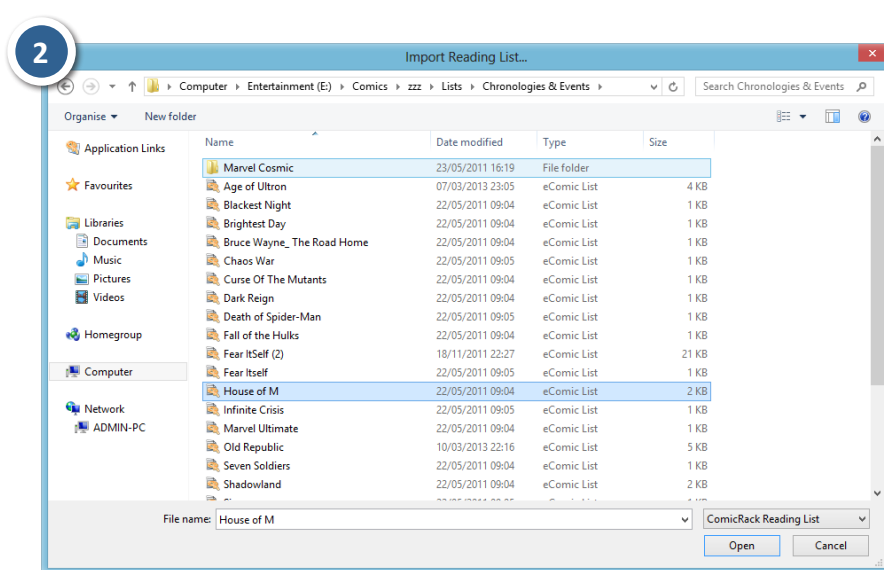 2
Import Reading List...
Computer Entertainment (E:) Comics zzz Lists Chronologies & Events
Search Chronologies & Events
Organise New folder
Name Date modified Type Size
Application Links
Favourites
Libraries
Documents
Music
Pictures
Videos
Homegroup
Computer
Network
ADMIN-PC
Marvel Cosmic 23/05/2011 16:19 File folder
Age of Ultron 07/03/2013 23:05 eComic List 4 KB
Blackest Night 22/05/2011 09:04 eComic List 1 KB
Brightest Day 22/05/2011 09:04 eComic List 1 KB
Bruce Wayne_ The Road Home 22/05/2011 09:04 eComic List 1 KB
Chaos War 22/05/2011 09:05 eComic List 1 KB
Curse Of The Mutants 22/05/2011 09:04 eComic List 1 KB
Dark Reign 22/05/2011 09:04 eComic List 1 KB
Death of Spider-Man 22/05/2011 09:05 eComic List 1 KB
Fall of the Hulks 22/05/2011 09:04 eComic List 1 KB
Fear ItSelf (2) 18/11/2011 22:27 eComic List 21 KB
Fear Itself 22/05/2011 09:05 eComic List 1 KB
House of M 22/05/2011 09:04 eComic List 2 KB
Infinite Crisis 22/05/2011 09:05 eComic List 1 KB
Marvel Ultimate 22/05/2011 09:04 eComic List 1 KB
Old Republic 10/03/2013 22:16 eComic List 5 KB
Seven Soldiers 22/05/2011 09:04 eComic List 1 KB
Shadowland 22/05/2011 09:04 eComic List 2 KB
File name: House of M
ComicRack Reading List
Open Cancel